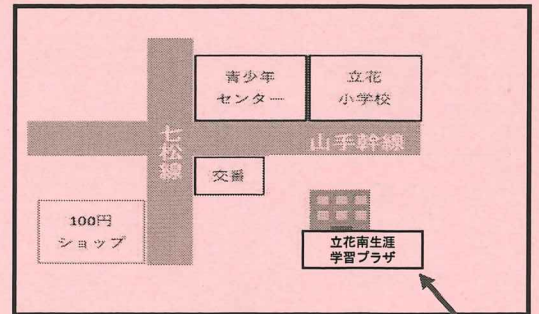 青少年
センター
立花
小学校
七松線
山手幹線
交番
100円
ショップ
立花南生涯
学習プラザ